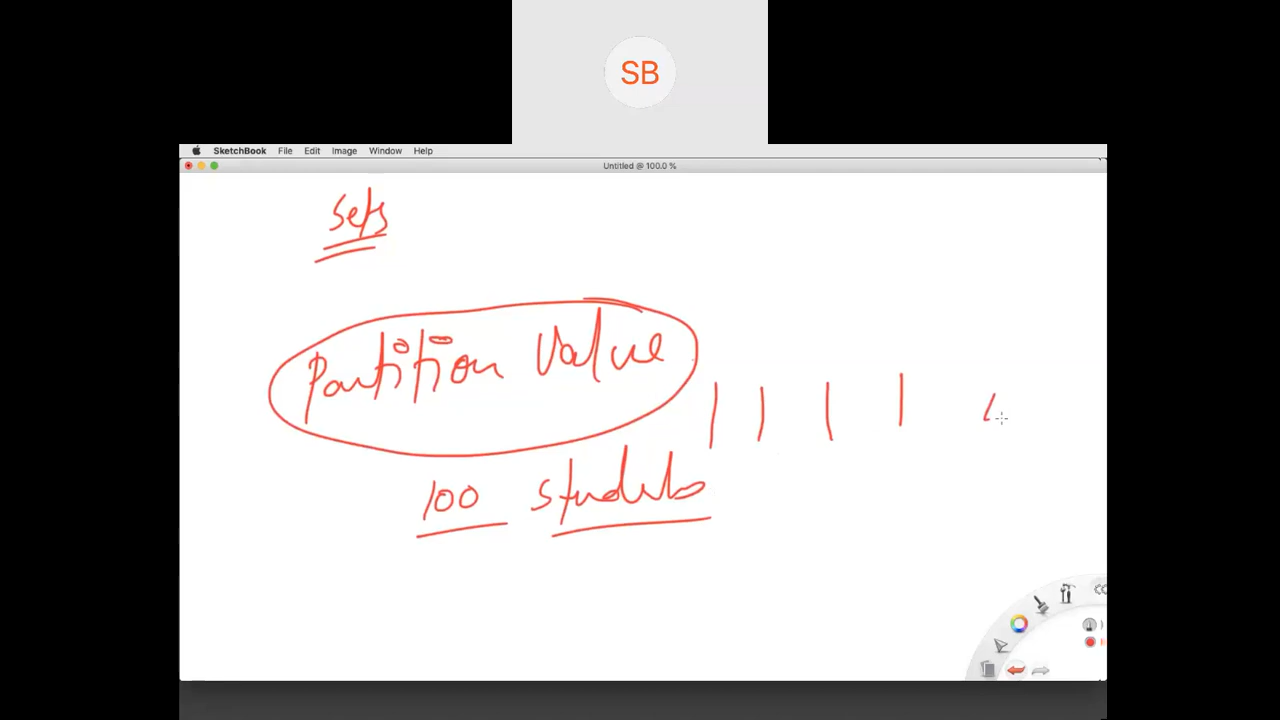 SB
SketchBook File Edit Image Window Help
Untitled @ 100.0 %
Sets
Partition Value
100 students